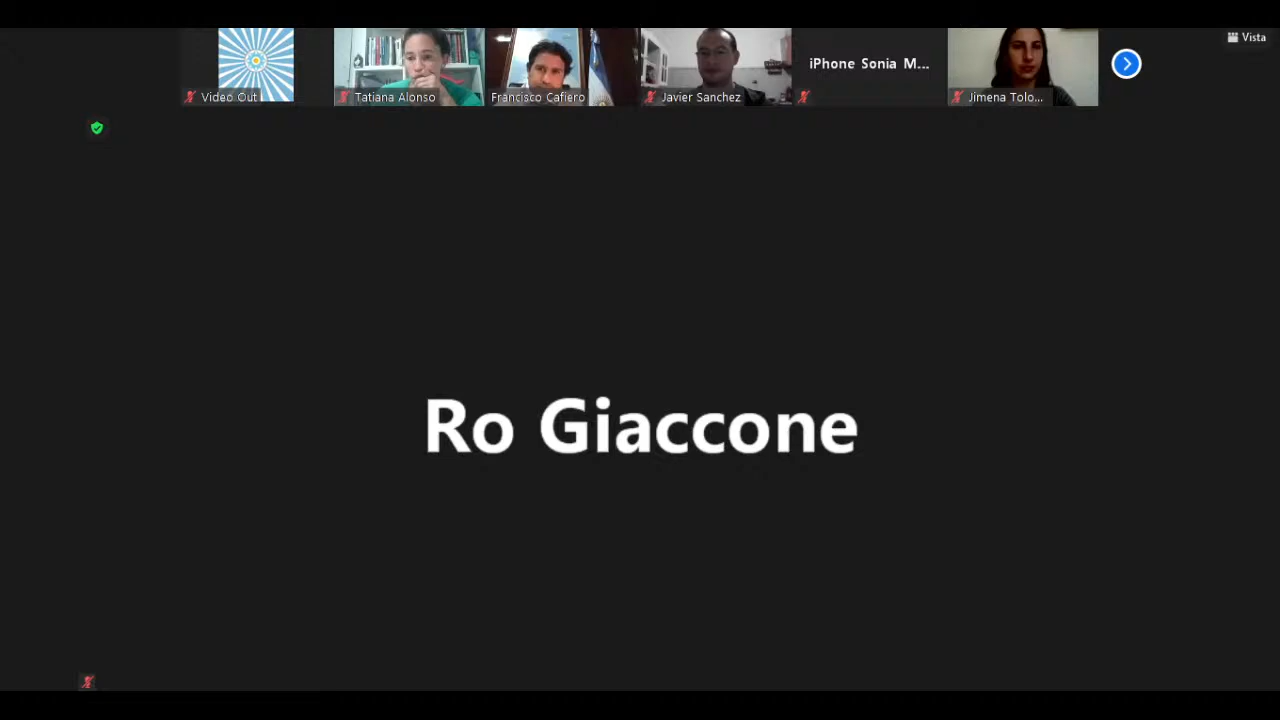 Vista
Video Out
Tatiana Alonso
Francisco Cafiero
Javier Sanchez
iPhone Sonia M...
Jimena Tolo...
Ro Giaccone